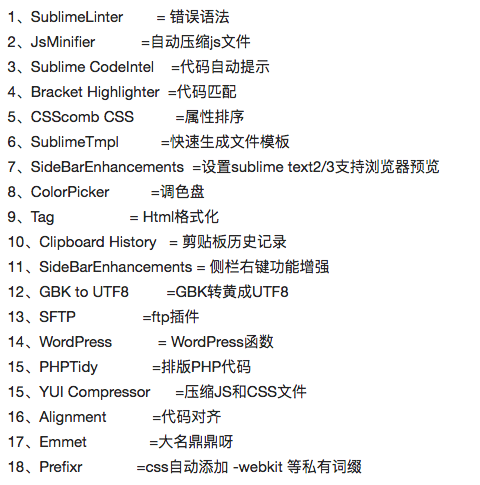 1、SublimeLinter = 错误语法
2、JsMinifier =自动压缩js文件
3、Sublime CodeIntel =代码自动提示
4、Bracket Highlighter =代码匹配
5、CSScomb CSS =属性排序
6、SublimeTmpl =快速生成文件模板
7、SideBarEnhancements =设置sublime text2/3支持浏览器预览
8、ColorPicker =调色盘
9、Tag = Html格式化
10、Clipboard History = 剪贴板历史记录
11、SideBarEnhancements = 侧栏右键功能增强
12、GBK to UTF8 =GBK转黄成UTF8
13、SFTP =ftp插件
14、WordPress = WordPress函数
15、PHPTidy =排版PHP代码
15、YUI Compressor =压缩JS和CSS文件
16、Alignment =代码对齐
17、Emmet =大名鼎鼎呀
18、Prefixr =css自动添加 -webkit 等私有词缀